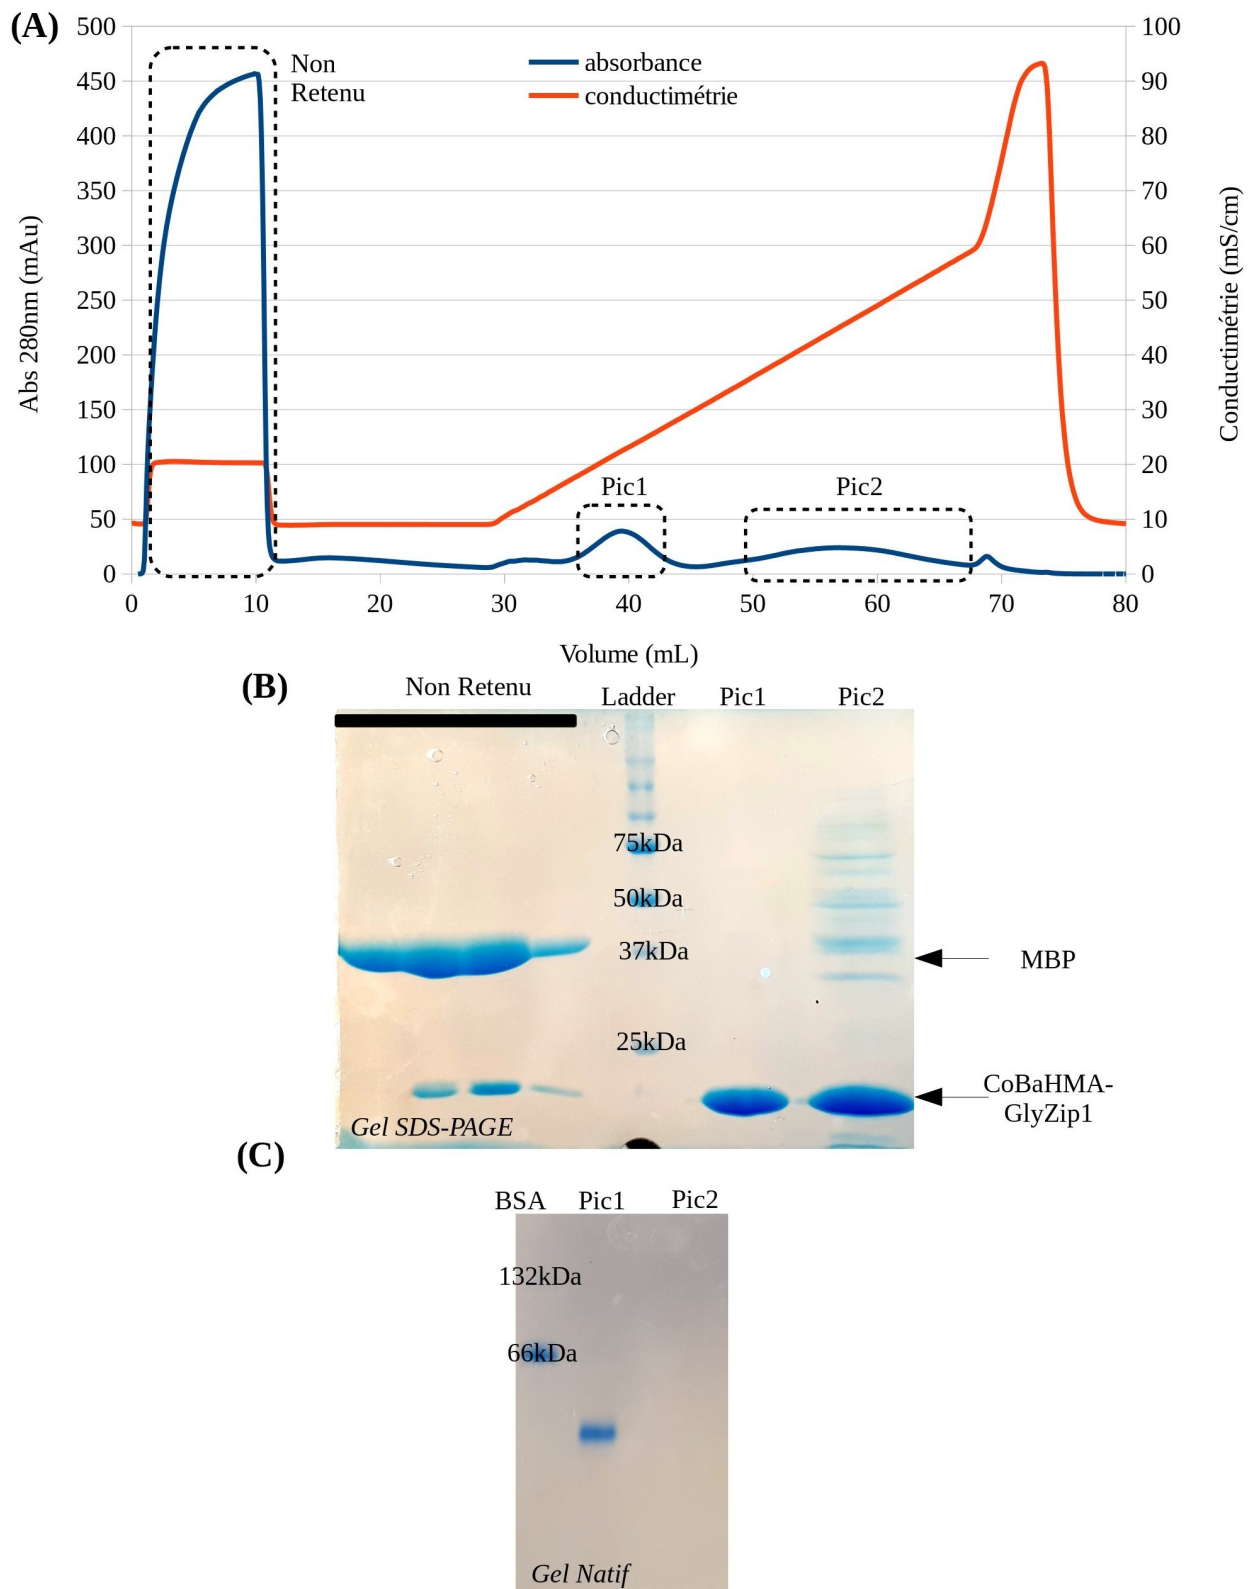 (A)
500
450
400
350
300
250
200
150
100
50
0
Abs 280nm (mAu)
Non
Retenu
absorbance
conductimétrie
Pic1
Pic2
100
90
80
70
60
50
40
30
20
10
0
Conductimétrie (mS/cm)
0 10 20 30 40 50 60 70 80
Volume (mL)
(B)
Non Retenu Ladder Pic1 Pic2
75kDa
50kDa
37kDa
MBP
25kDa
CoBaHMA-
GlyZip1
Gel SDS-PAGE
(C)
BSA Pic1 Pic2
132kDa
66kDa
Gel Natif